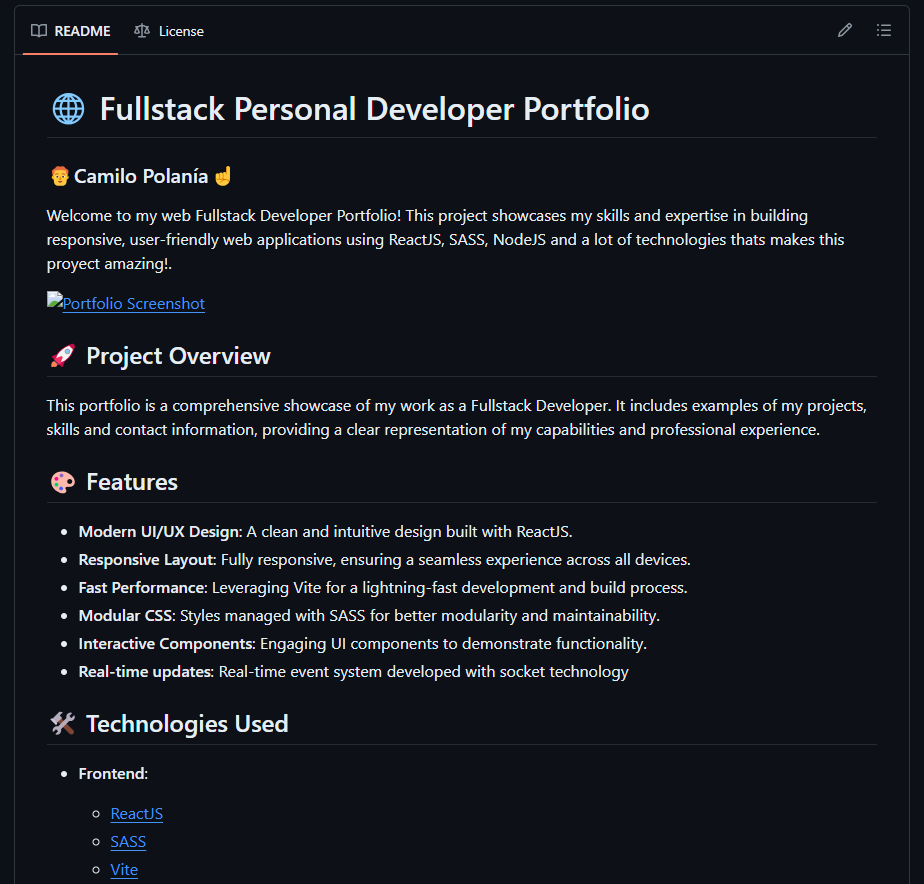 README
License
Fullstack Personal Developer Portfolio
Camilo Polanía
Welcome to my web Fullstack Developer Portfolio! This project showcases my skills and expertise in building
responsive, user-friendly web applications using ReactJS, SASS, NodeJS and a lot of technologies thats makes this
proyect amazing!.
Portfolio Screenshot
Project Overview
This portfolio is a comprehensive showcase of my work as a Fullstack Developer. It includes examples of my projects,
skills and contact information, providing a clear representation of my capabilities and professional experience.
Features
Modern UI/UX Design: A clean and intuitive design built with ReactJS.
Responsive Layout: Fully responsive, ensuring a seamless experience across all devices.
Fast Performance: Leveraging Vite for a lightning-fast development and build process.
Modular CSS: Styles managed with SASS for better modularity and maintainability.
Interactive Components: Engaging UI components to demonstrate functionality.
Real-time updates: Real-time event system developed with socket technology
Technologies Used
Frontend:
ReactJS
SASS
Vite